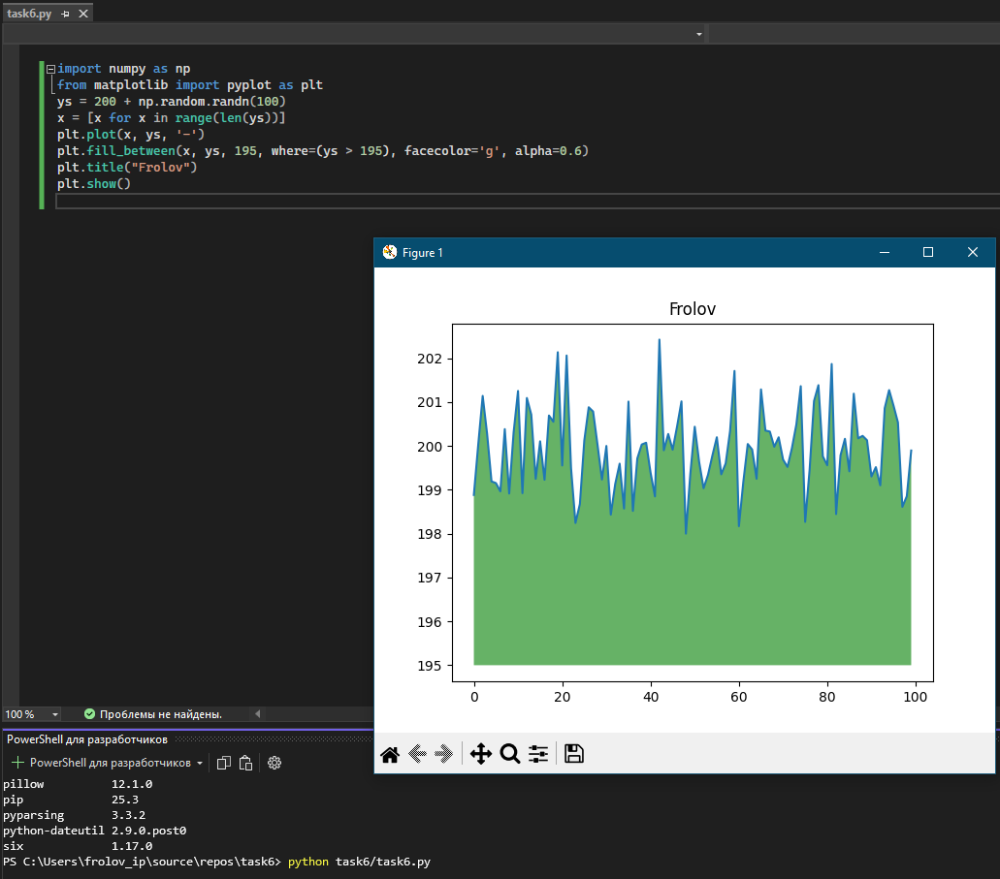 task6.py
import numpy as np
from matplotlib import pyplot as plt
ys = 200 + np.random.randn(100)
x = [x for x in range(len(ys))]
plt.plot(x, ys, '-')
plt.fill_between(x, ys, 195, where=(ys > 195), facecolor='g', alpha=0.6)
plt.title("Frolov")
plt.show()
Figure 1
Frolov
202
201
200
199
198
197
196
195
0 20 40 60 80 100
100 %
Проблемы не найдены.
PowerShell для разработчиков
PowerShell для разработчиков
pillow 12.1.0
pip 25.3
pyparsing 3.3.2
python-dateutil 2.9.0.post0
six 1.17.0
PS C:\Users\frolov_ip\source\repos\task6> python task6/task6.py